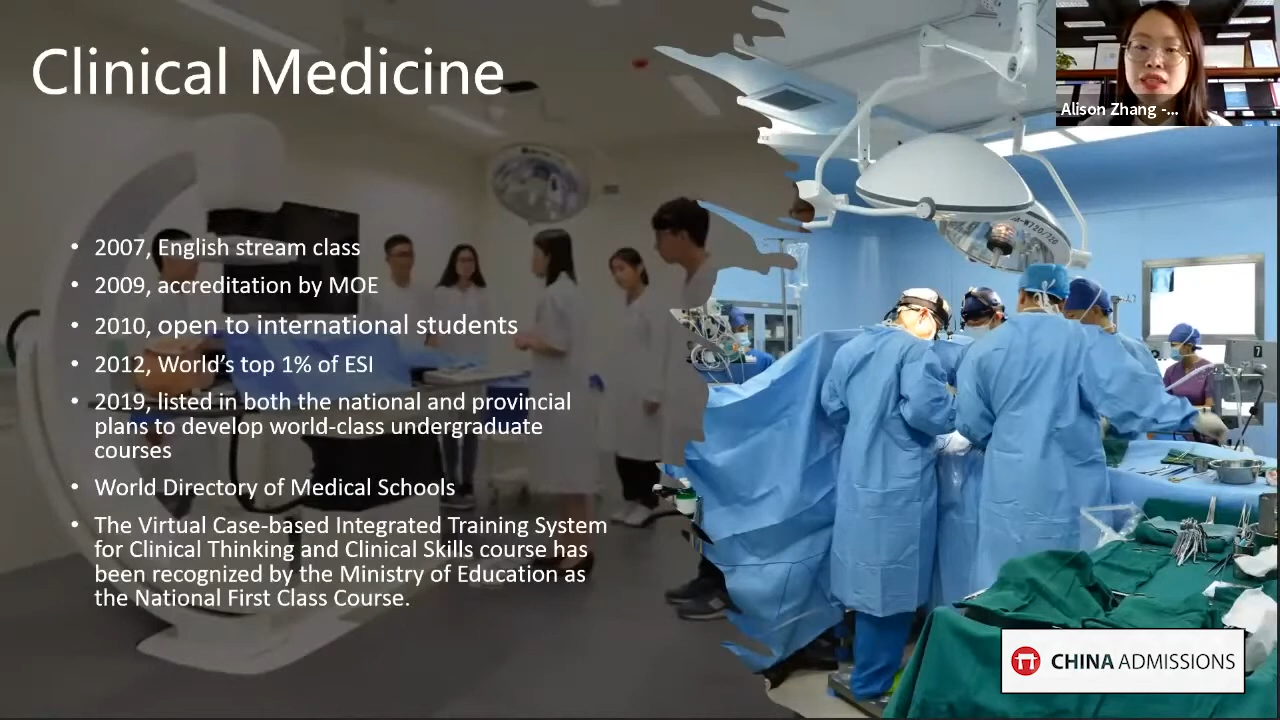 Clinical Medicine
Alison Zhang -...
• 2007, English stream class
• 2009, accreditation by MOE
• 2010, open to international students
• 2012, World’s top 1% of ESI
• 2019, listed in both the national and provincial
plans to develop world-class undergraduate
courses
• World Directory of Medical Schools
• The Virtual Case-based Integrated Training System
for Clinical Thinking and Clinical Skills course has
been recognized by the Ministry of Education as
the National First Class Course.
7
CHINA ADMISSIONS